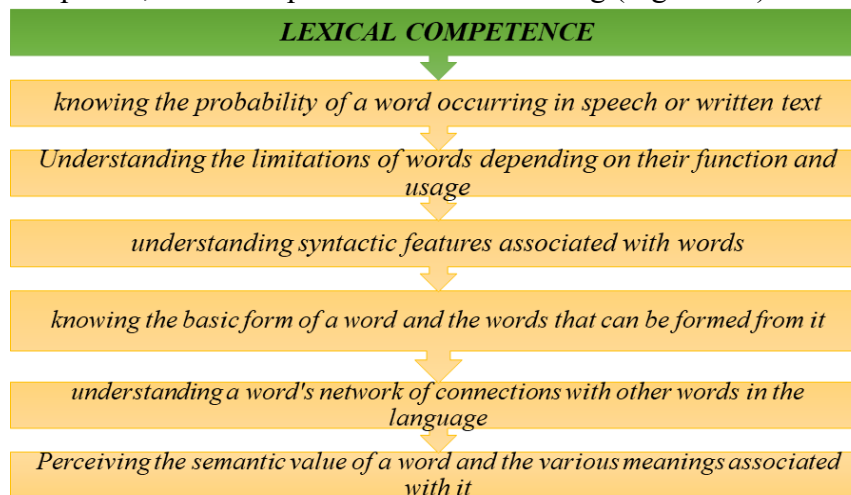 LEXICAL COMPETENCE
knowing the probability of a word occurring in speech or written text
Understanding the limitations of words depending on their function and
usage
understanding syntactic features associated with words
knowing the basic form of a word and the words that can be formed from it
understanding a word's network of connections with other words in the
language
Perceiving the semantic value of a word and the various meanings associated
with it